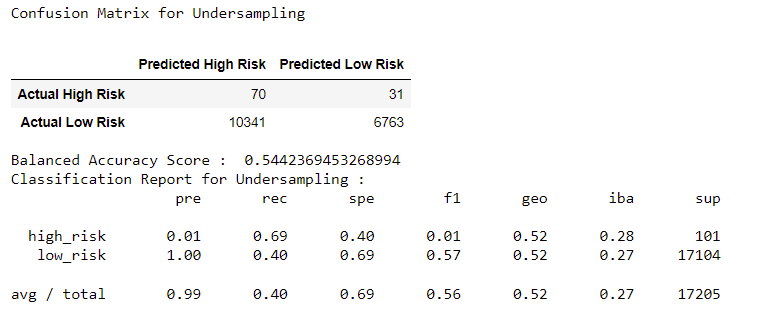 Confusion Matrix for Undersampling
Predicted High Risk Predicted Low Risk
Actual High Risk 70 31
Actual Low Risk 10341 6763
Balanced Accuracy Score : 0.5442369453268994
Classification Report for Undersampling :
pre rec spe f1 geo iba sup
high_risk 0.01 0.69 0.40 0.01 0.52 0.28 101
low_risk 1.00 0.40 0.69 0.57 0.52 0.27 17104
avg / total 0.99 0.40 0.69 0.56 0.52 0.27 17205